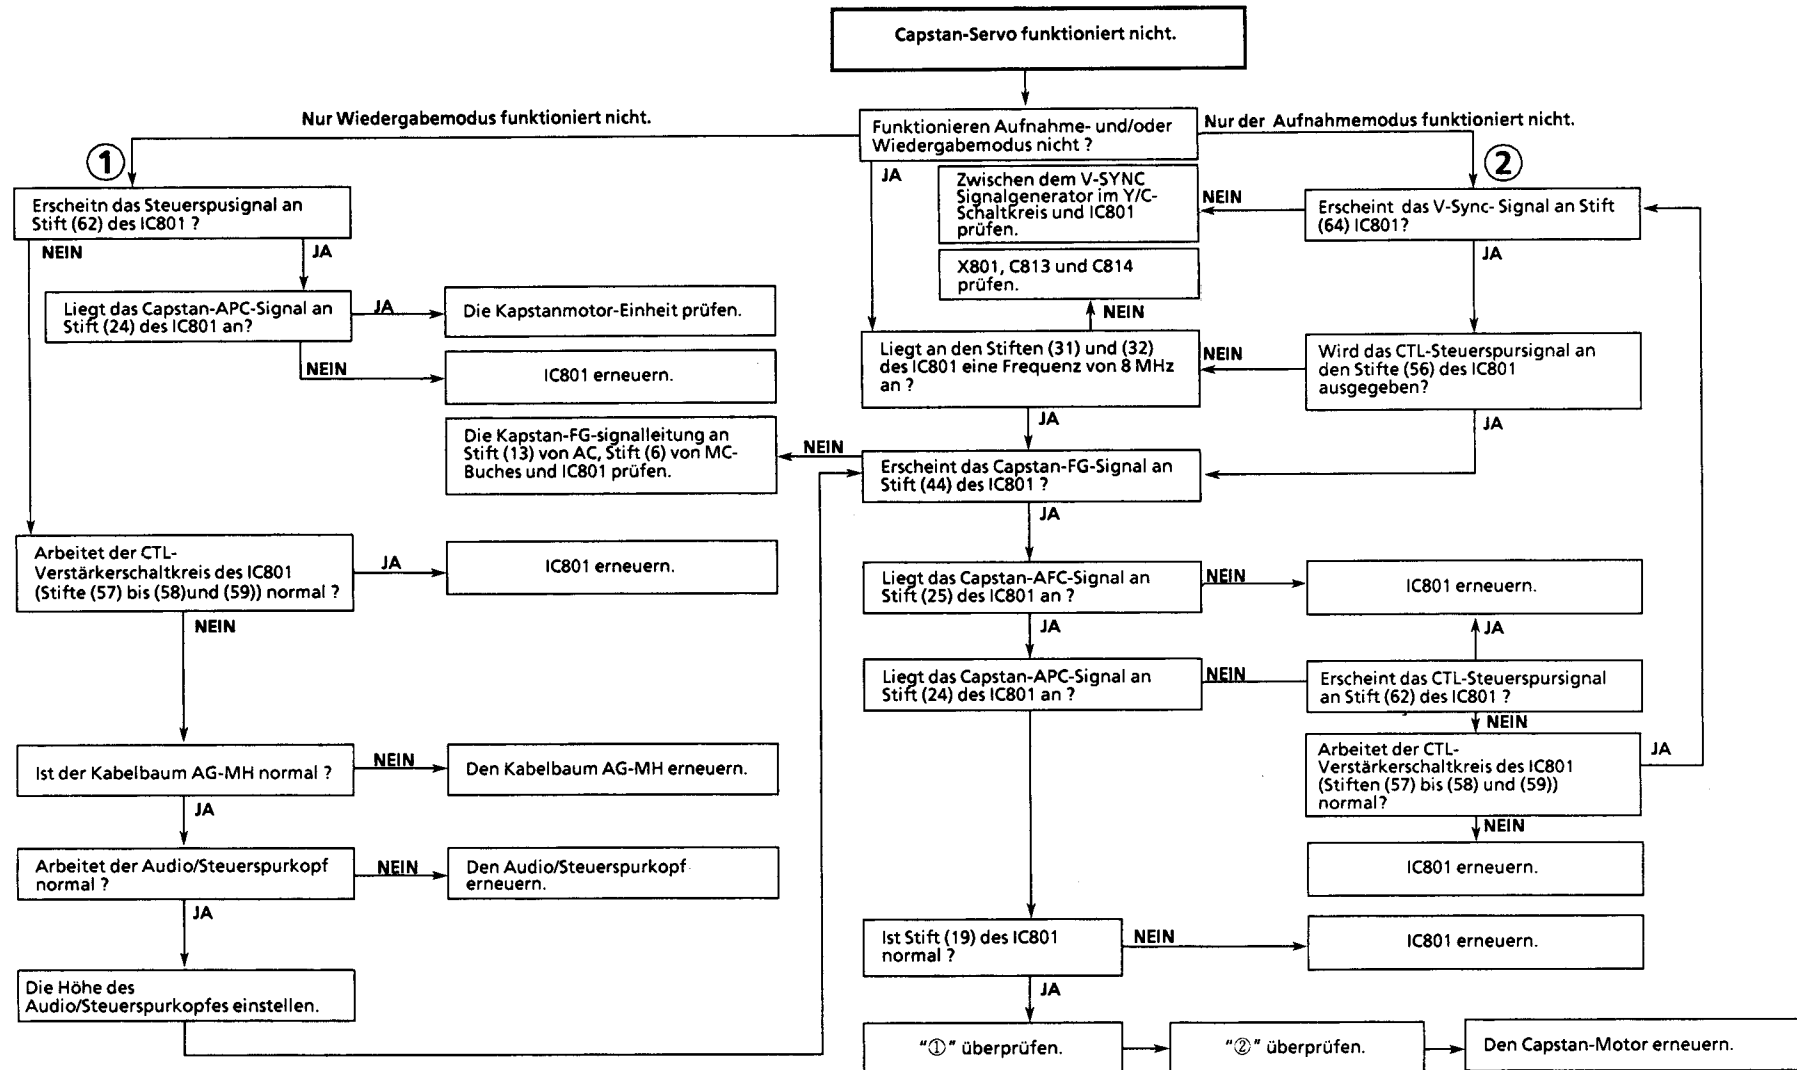 Capstan-Servo funktioniert nicht.
Nur Wiedergabemodus funktioniert nicht.
Funktionieren Aufnahme- und/oder
Wiedergabemodus nicht ?
Nur der Aufnahmemodus funktioniert nicht.
①
②
JA
Erscheitn das Steuerspusignal an
Stift (62) des IC801 ?
NEIN
JA
Zwischen dem V-SYNC
Signalgenerator im Y/C-
Schaltkreis und IC801
prüfen.
NEIN
Erscheint das V-Sync- Signal an Stift
(64) IC801?
JA
X801, C813 und C814
prüfen.
NEIN
Liegt das Capstan-APC-Signal an
Stift (24) des IC801 an?
JA
Die Kapstanmotor-Einheit prüfen.
NEIN
IC801 erneuern.
Liegt an den Stiften (31) und (32)
des IC801 eine Frequenz von 8 MHz
an ?
NEIN
Wird das CTL-Steuerspursignal an
den Stifte (56) des IC801
ausgegeben?
JA
JA
Die Kapstan-FG-signalleitung an
Stift (13) von AC, Stift (6) von MC-
Buches und IC801 prüfen.
NEIN
Erscheint das Capstan-FG-Signal an
Stift (44) des IC801 ?
JA
Arbeitet der CTL-
Verstärkerschaltkreis des IC801
(Stifte (57) bis (58)und (59)) normal ?
JA
IC801 erneuern.
NEIN
Liegt das Capstan-AFC-Signal an
Stift (25) des IC801 an ?
NEIN
IC801 erneuern.
JA
JA
Liegt das Capstan-APC-Signal an
Stift (24) des IC801 an ?
NEIN
Erscheint das CTL-Steuerspursignal
an Stift (62) des IC801 ?
NEIN
Ist der Kabelbaum AG-MH normal ?
NEIN
Den Kabelbaum AG-MH erneuern.
JA
Arbeitet der CTL-
Verstärkerschaltkreis des IC801
(Stiften (57) bis (58) und (59))
normal?
JA
NEIN
IC801 erneuern.
Arbeitet der Audio/Steuerspurkopf
normal ?
NEIN
Den Audio/Steuerspurkopf
erneuern.
JA
Ist Stift (19) des IC801
normal ?
NEIN
IC801 erneuern.
JA
Die Höhe des
Audio/Steuerspurkopfes einstellen.
"①" überprüfen.
"②" überprüfen.
Den Capstan-Motor erneuern.